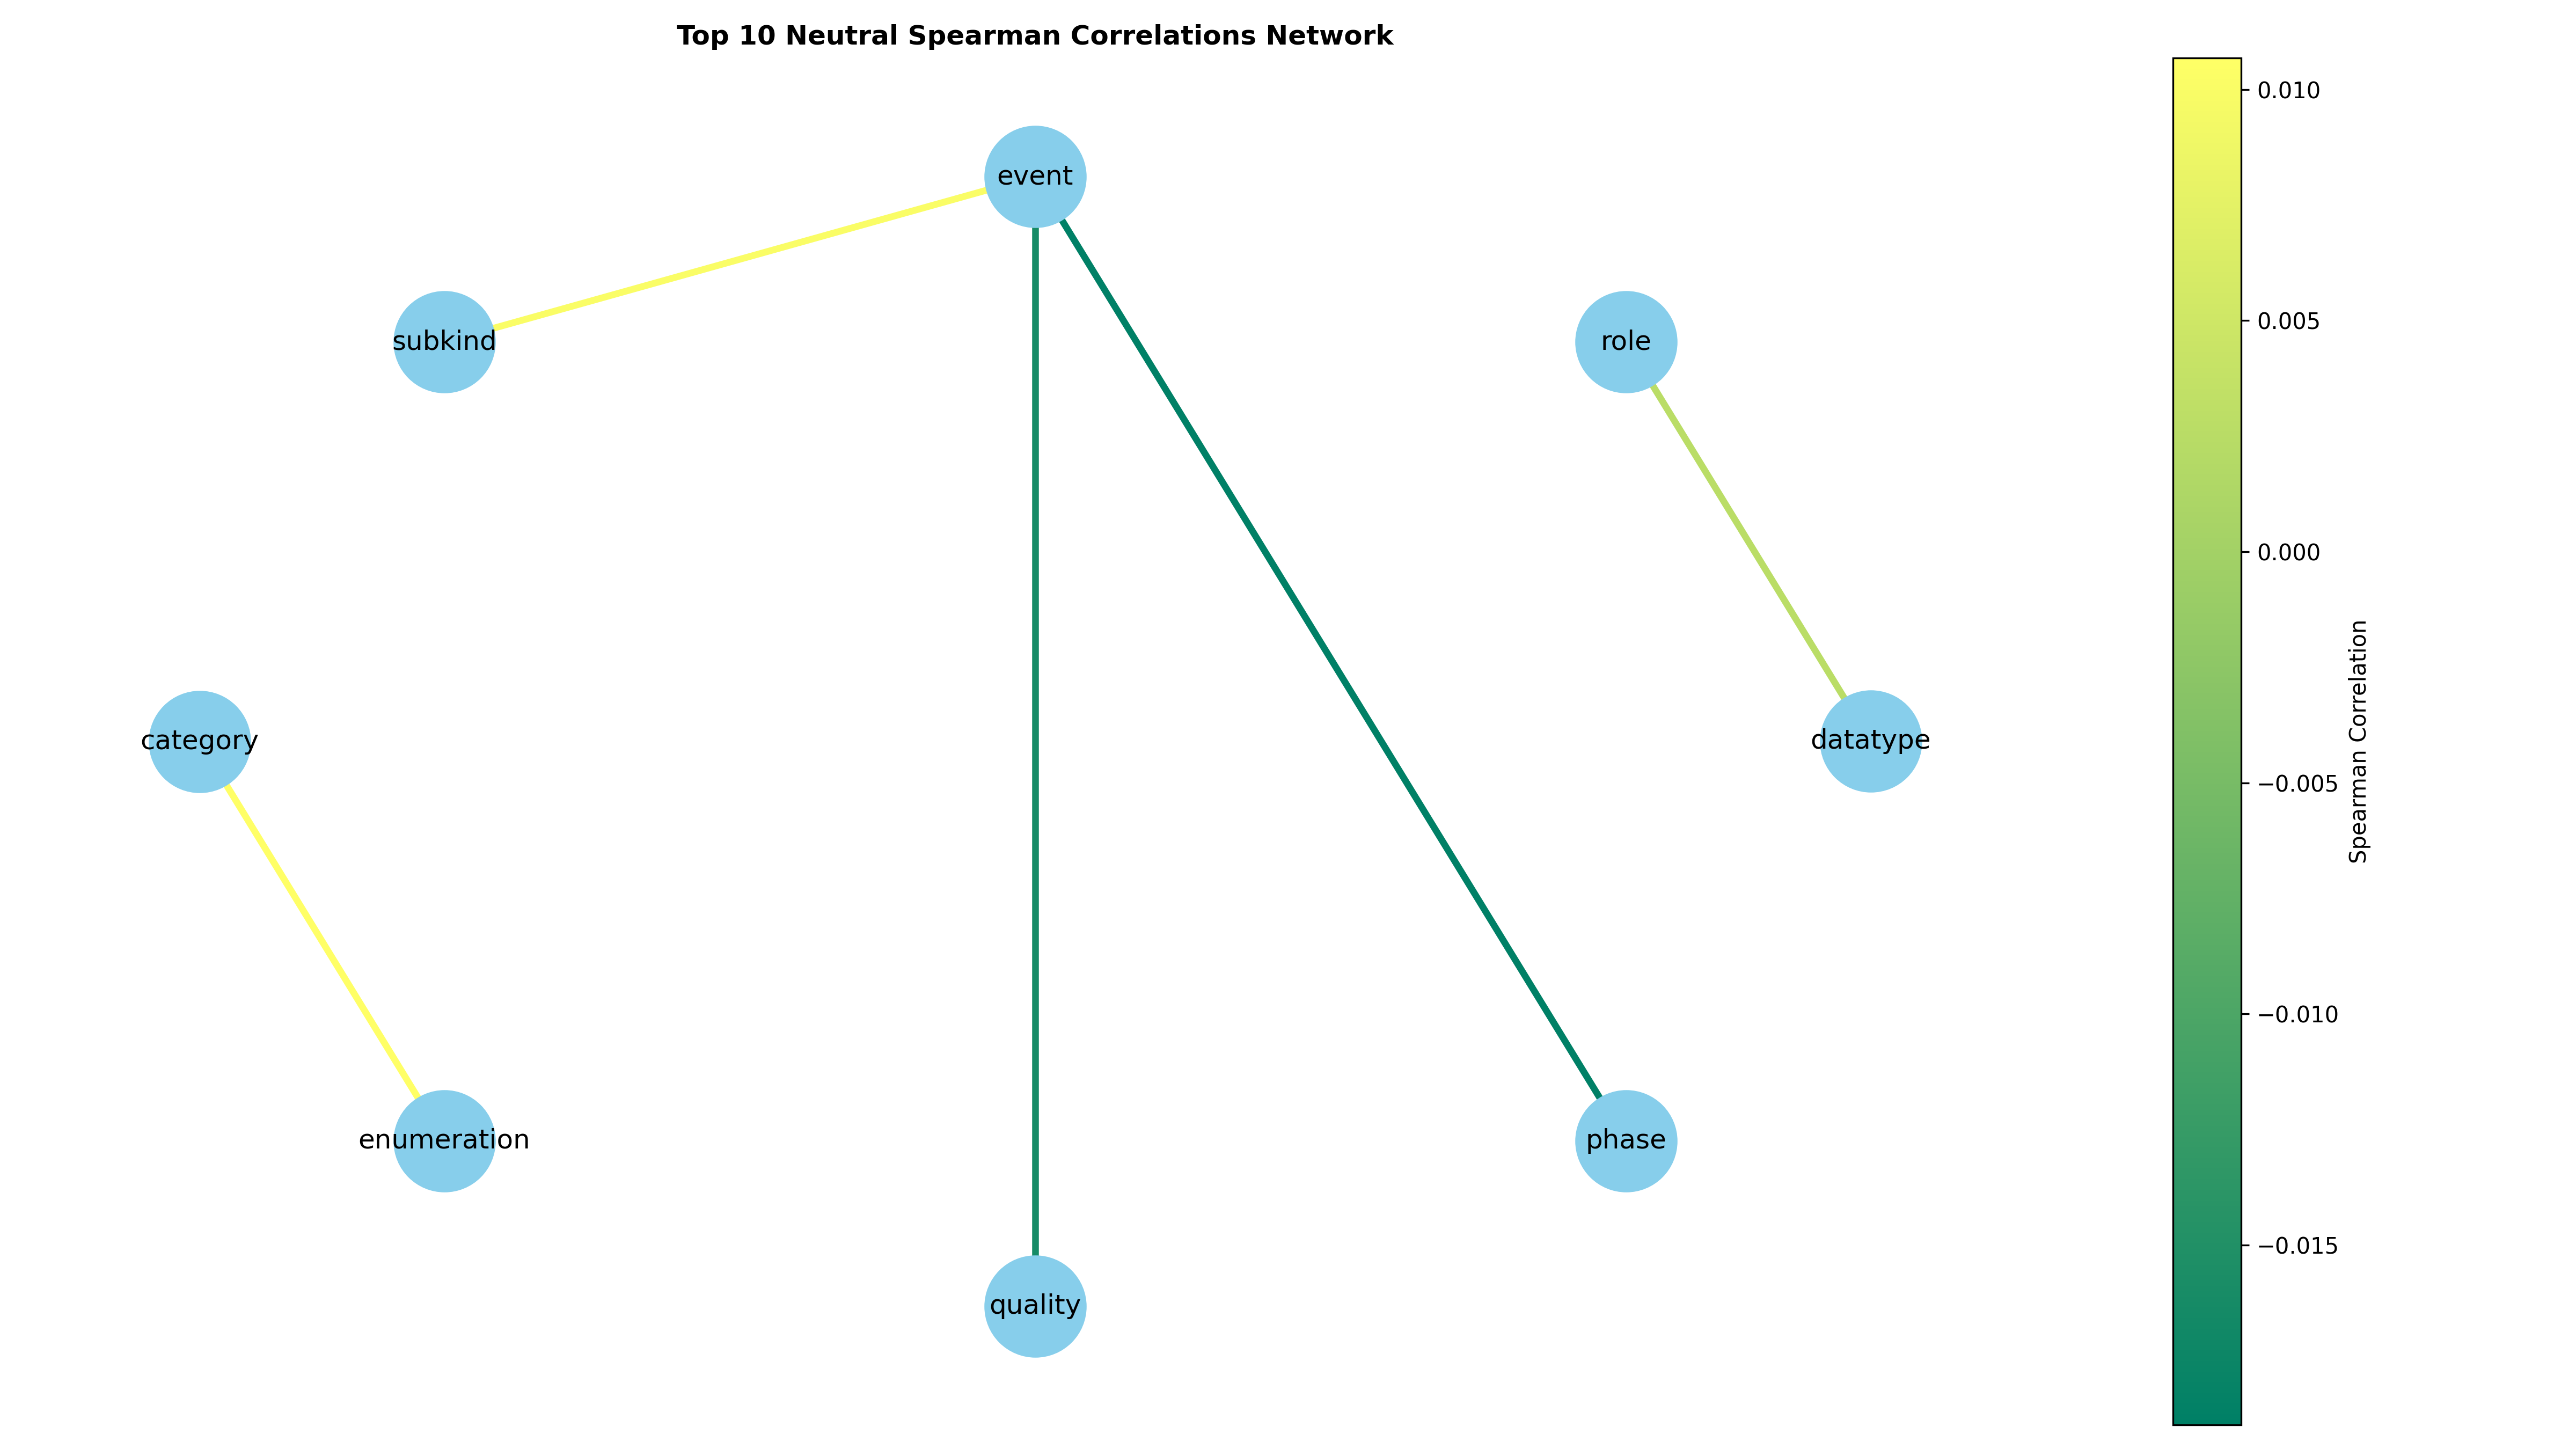 Top 10 Neutral Spearman Correlations Network
event
subkind
role
category
datatype
enumeration
phase
quality
0.010
0.005
0.000
−0.005
−0.010
−0.015
Spearman Correlation